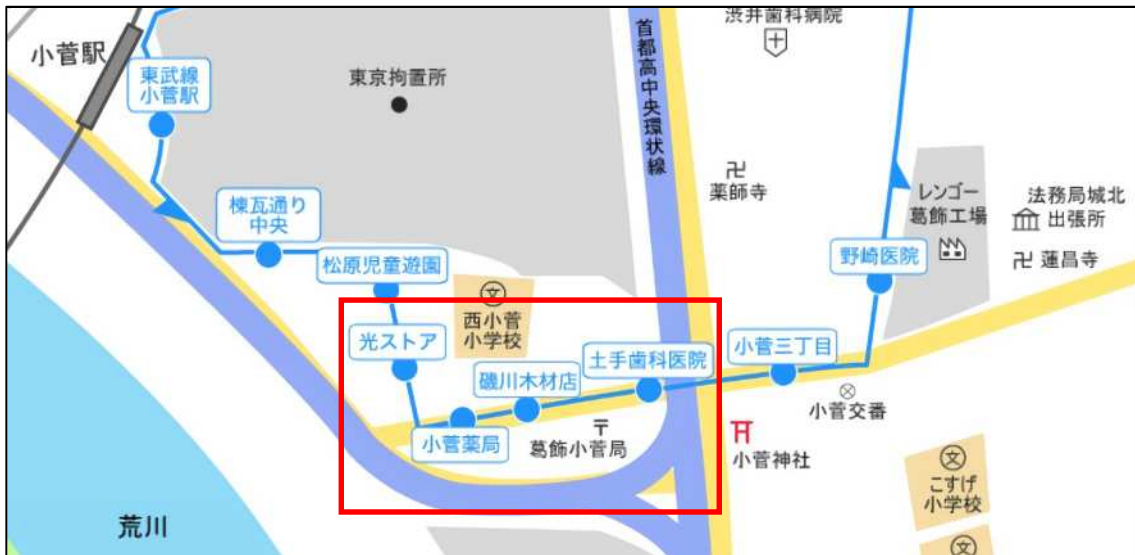 渋井歯科病院
小菅駅
東武線
小菅駅
東京拘置所
首都高中央環状線
薬師寺
レンゴー
葛飾工場
法務局城北
出張所
蓮昌寺
棟瓦通り
中央
松原児童遊園
野崎医院
文
西小菅
小学校
光ストア
土手歯科医院
小菅三丁目
磯川木材店
小菅薬局
葛飾小菅局
小菅交番
小菅神社
文
こすげ
小学校
荒川
文